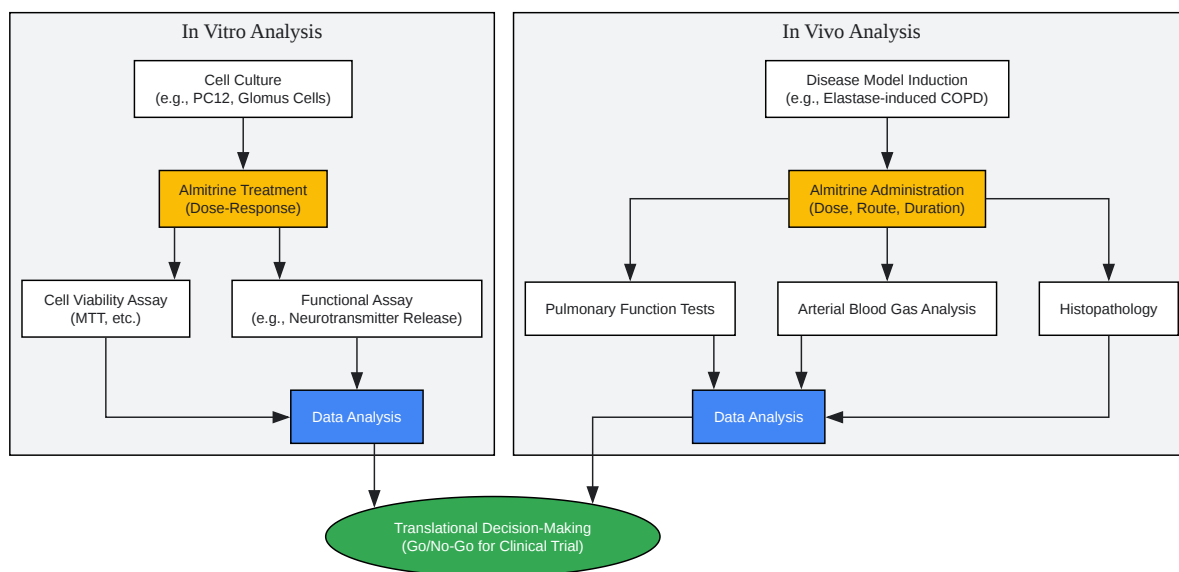 In Vitro Analysis
Cell Culture
(e.g., PC12, Glomus Cells)
Almitrine Treatment
(Dose-Response)
Cell Viability Assay
(MTT, etc.)
Functional Assay
(e.g., Neurotransmitter Release)
Data Analysis
In Vivo Analysis
Disease Model Induction
(e.g., Elastase-induced COPD)
Almitrine Administration
(Dose, Route, Duration)
Pulmonary Function Tests
Arterial Blood Gas Analysis
Histopathology
Data Analysis
Translational Decision-Making
(Go/No-Go for Clinical Trial)